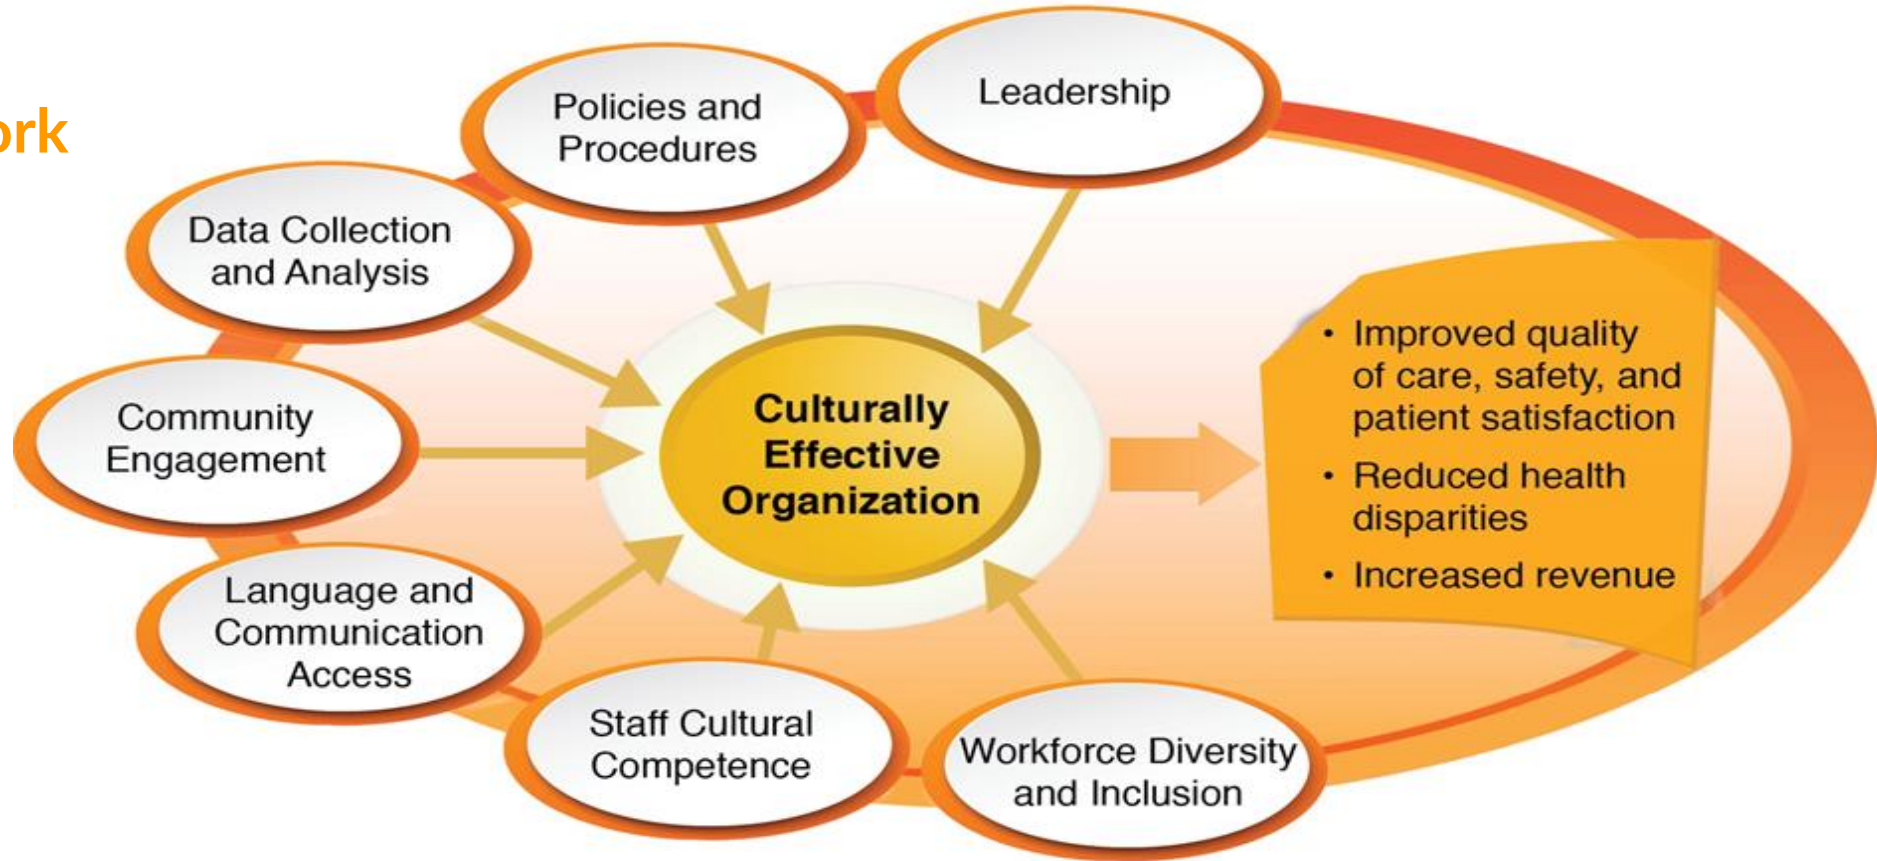 ork
Leadership
Policies and
Procedures
Data Collection
and Analysis
Community
Engagement
Language and
Communication
Access
Staff Cultural
Competence
Workforce Diversity
and Inclusion
Culturally
Effective
Organization
• Improved quality
of care, safety, and
patient satisfaction
• Reduced health
disparities
• Increased revenue